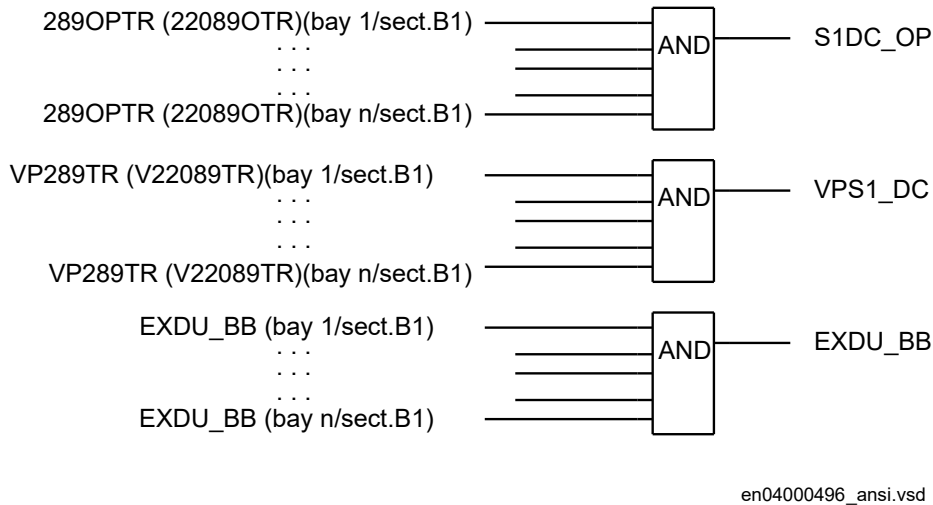 289OPTR (22089OTR)(bay 1/sect.B1)
. . .
. . .
. . .
289OPTR (22089OTR)(bay n/sect.B1)
AND
S1DC_OP
VP289TR (V22089TR)(bay 1/sect.B1)
. . .
. . .
. . .
VP289TR (V22089TR)(bay n/sect.B1)
AND
VPS1_DC
EXDU_BB (bay 1/sect.B1)
. . .
. . .
. . .
EXDU_BB (bay n/sect.B1)
AND
EXDU_BB
en04000496_ansi.vsd